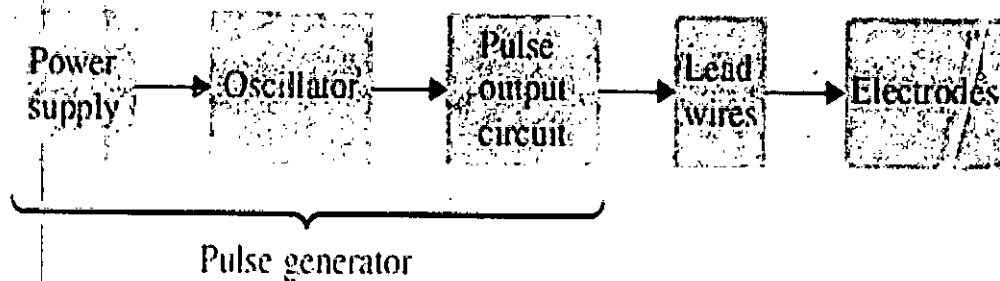 Power
supply
Oscillator
Pulse
output
circuit
Lead
wires
Electrodes
Pulse generator